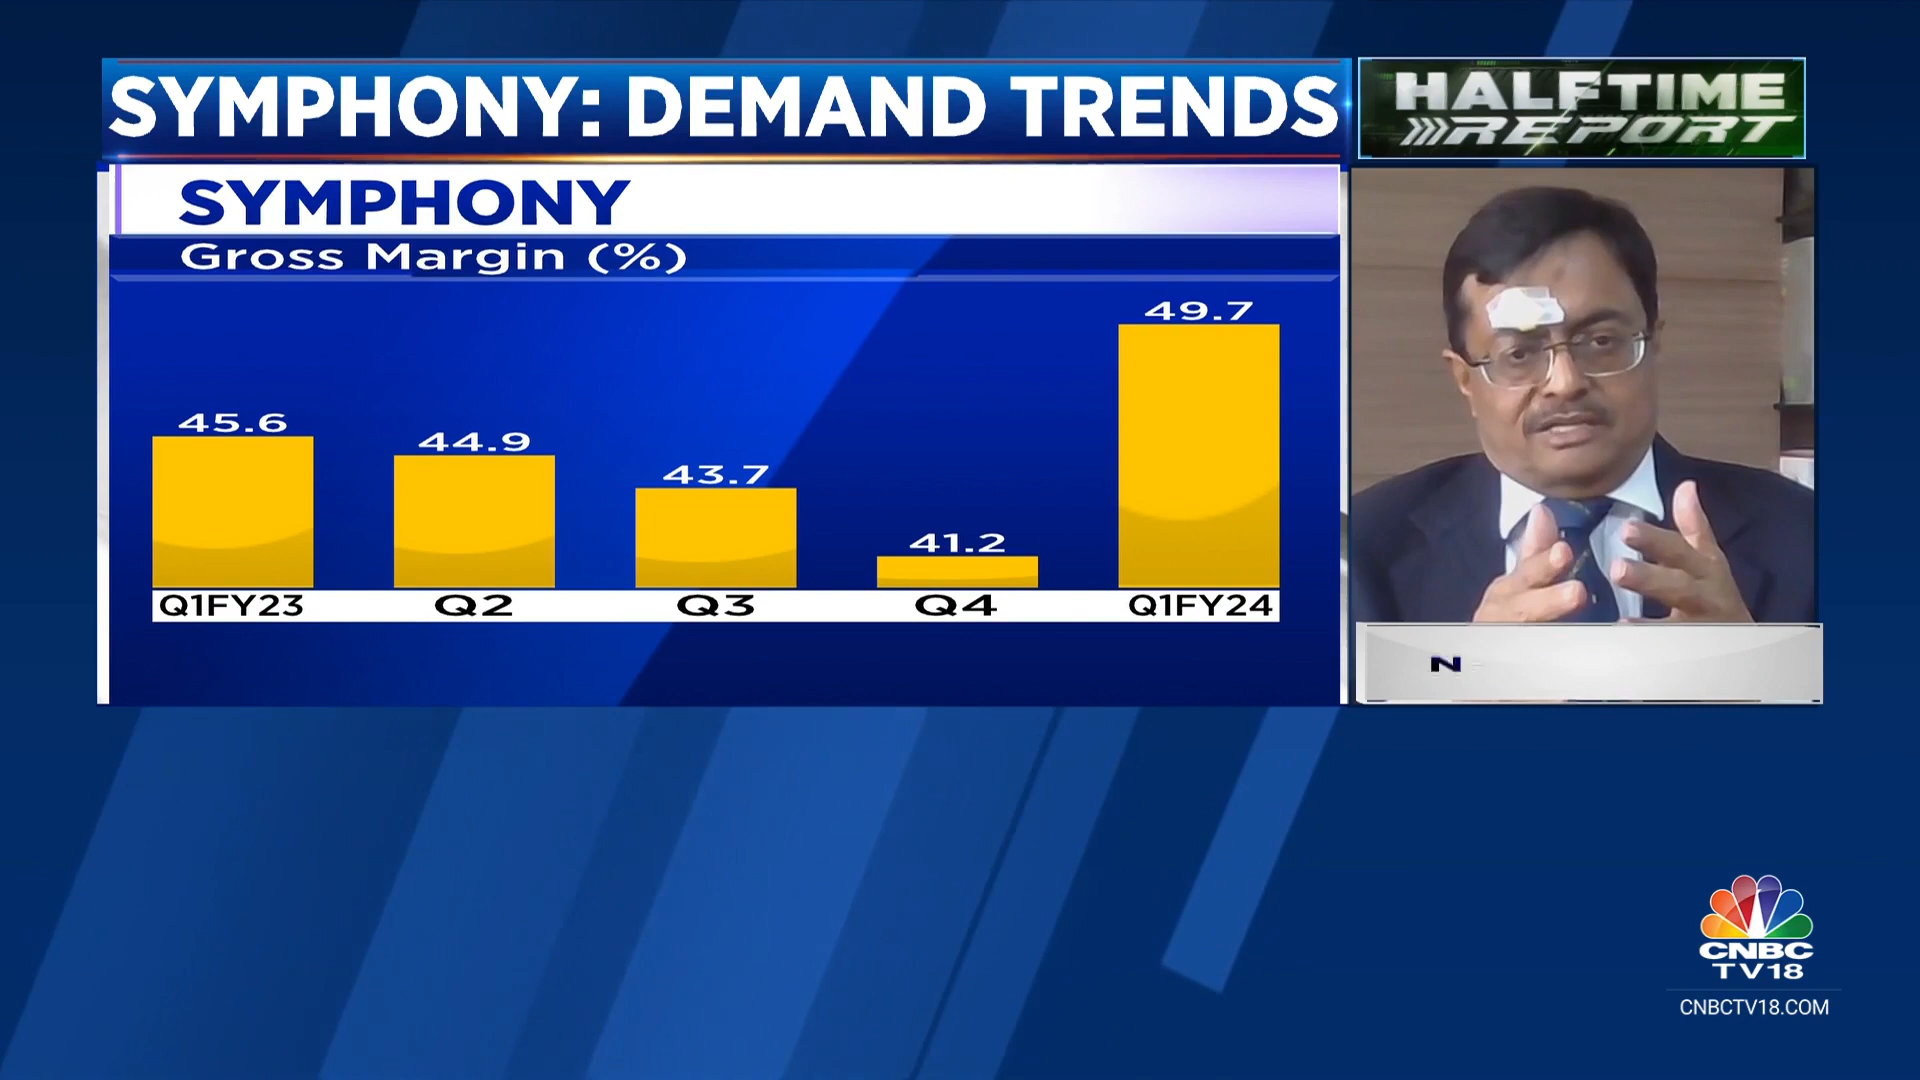 SYMPHONY: DEMAND TRENDS
HALFTIME
REPORT
SYMPHONY
Gross Margin (%)
45.6
44.9
43.7
41.2
49.7
Q1FY23
Q2
Q3
Q4
Q1FY24
N
CNBC
TV18
CNBCTV18.COM